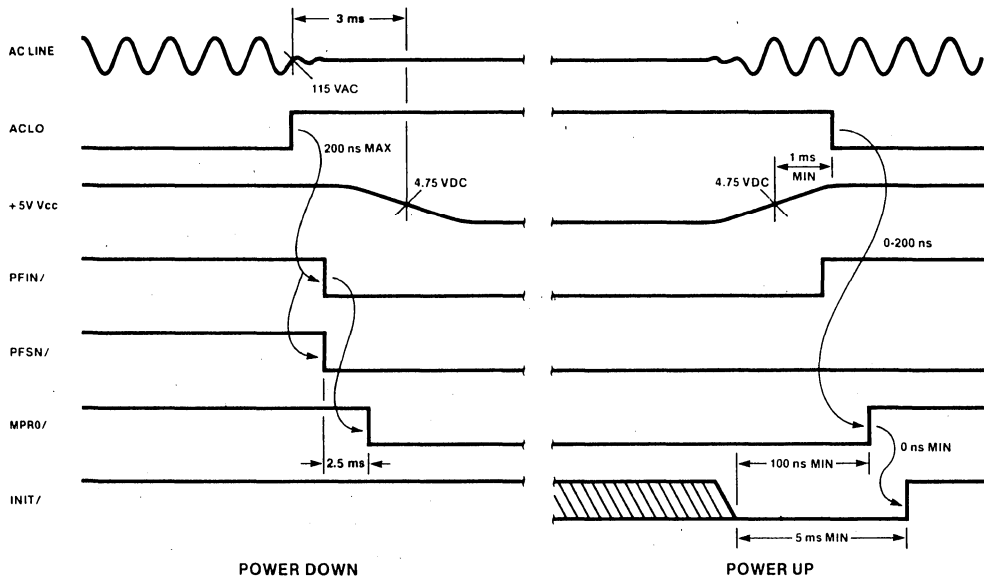 3 ms
AC LINE
115 VAC
ACLO
200 ns MAX
1 ms
MIN
4.75 VDC
4.75 VDC
+5V Vcc
0-200 ns
PFIN/
PFSN/
MPR0/
0 ns MIN
2.5 ms
100 ns MIN
INIT/
5 ms MIN
POWER DOWN
POWER UP